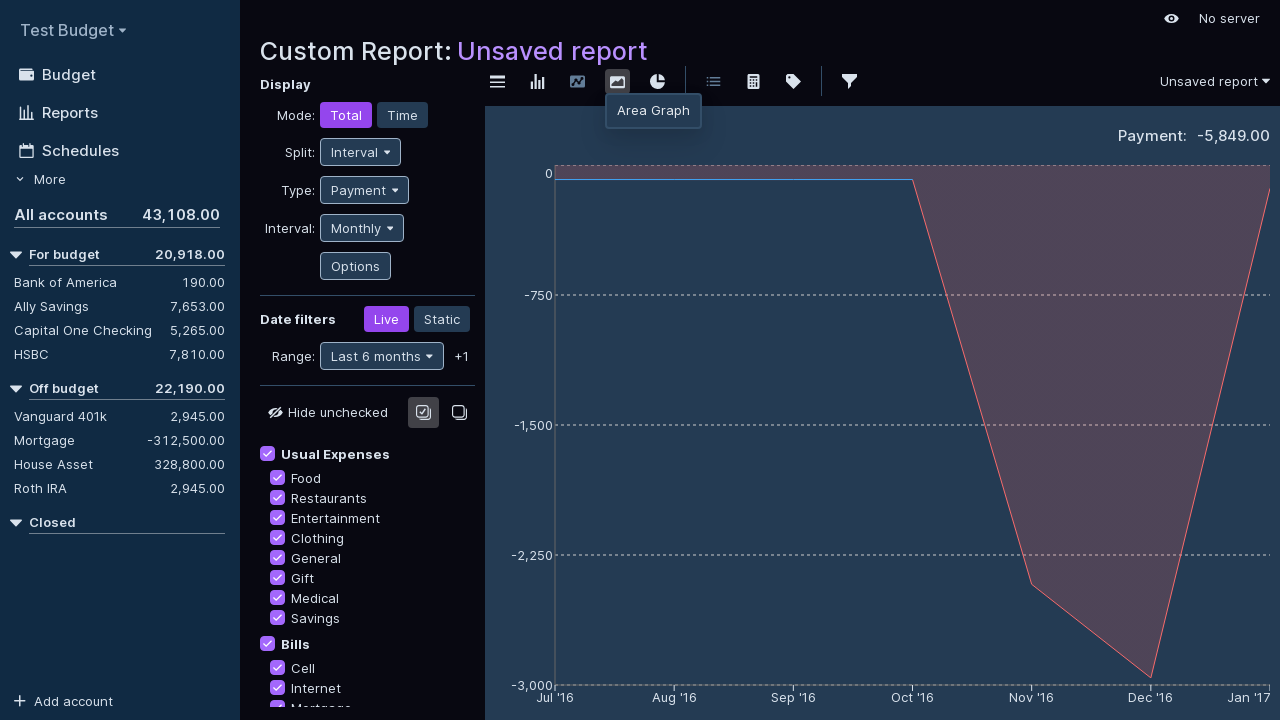 Test Budget
Budget
Reports
Schedules
More
All accounts 43,108.00
For budget 20,918.00
Bank of America 190.00
Ally Savings 7,653.00
Capital One Checking 5,265.00
HSBC 7,810.00
Off budget 22,190.00
Vanguard 401k 2,945.00
Mortgage -312,500.00
House Asset 328,800.00
Roth IRA 2,945.00
Closed
Add account
No server
Custom Report: Unsaved report
Display
Mode: Total Time
Split: Interval
Type: Payment
Interval: Monthly
Options
Date filters Live Static
Range: Last 6 months +1
Hide unchecked
Usual Expenses
Food
Restaurants
Entertainment
Clothing
General
Gift
Medical
Savings
Bills
Cell
Internet
Mortgage
Unsaved report
Area Graph
Payment: -5,849.00
0
-750
-1,500
-2,250
-3,000
Jul '16 Aug '16 Sep '16 Oct '16 Nov '16 Dec '16 Jan '17